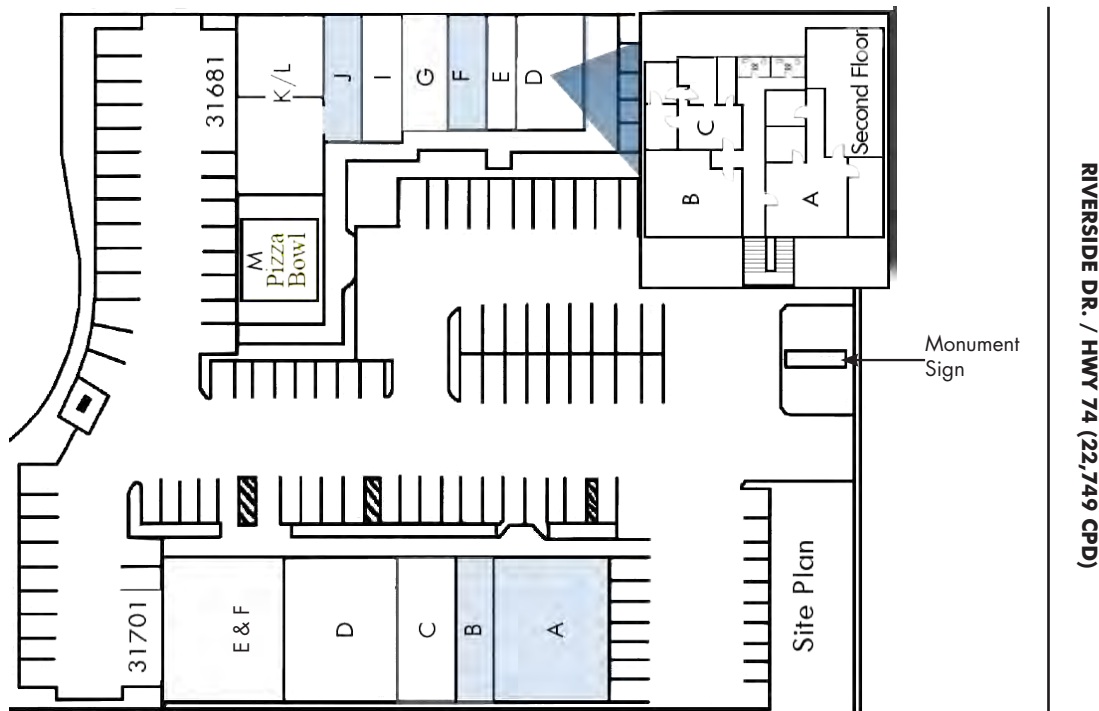 31681
K/L
J
I
G
F
E
D
M
Pizza
Bowl
C
B
A
Second Floor
Monument
Sign
RIVERSIDE DR. / HWY 74 (22,749 CPD)
31701
E & F
D
C
B
A
Site Plan